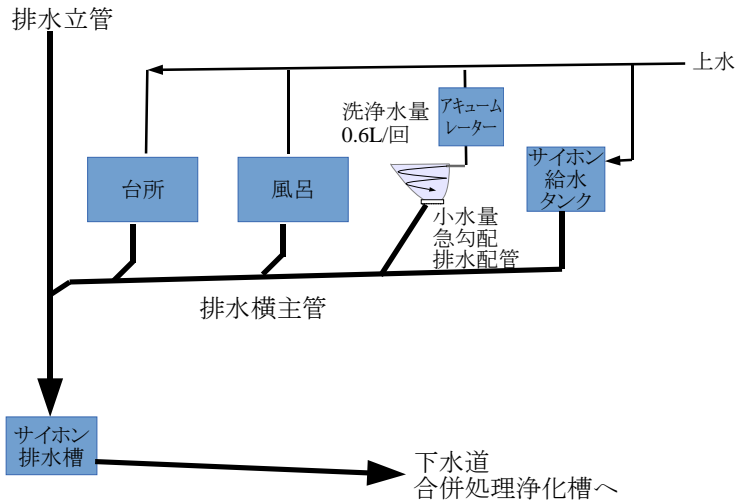 排水立管
上水
洗浄水量
0.6L/回
アキューム
レーター
台所
風呂
サイホン
給水
タンク
小水量
急勾配
排水配管
排水横主管
サイホン
排水槽
下水道
合併処理浄化槽へ